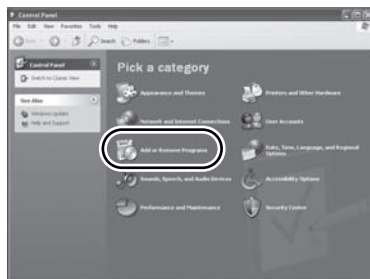 Control Panel
File Edit View Favorites Tools Help
Back Search Folders
Control Panel
Switch to Classic View
See Also
Windows Update
Help and Support
Pick a category
Appearance and Themes
Printers and Other Hardware
Network and Internet Connections
User Accounts
Add or Remove Programs
Date, Time, Language, and Regional Options
Sounds, Speech, and Audio Devices
Accessibility Options
Performance and Maintenance
Security Center